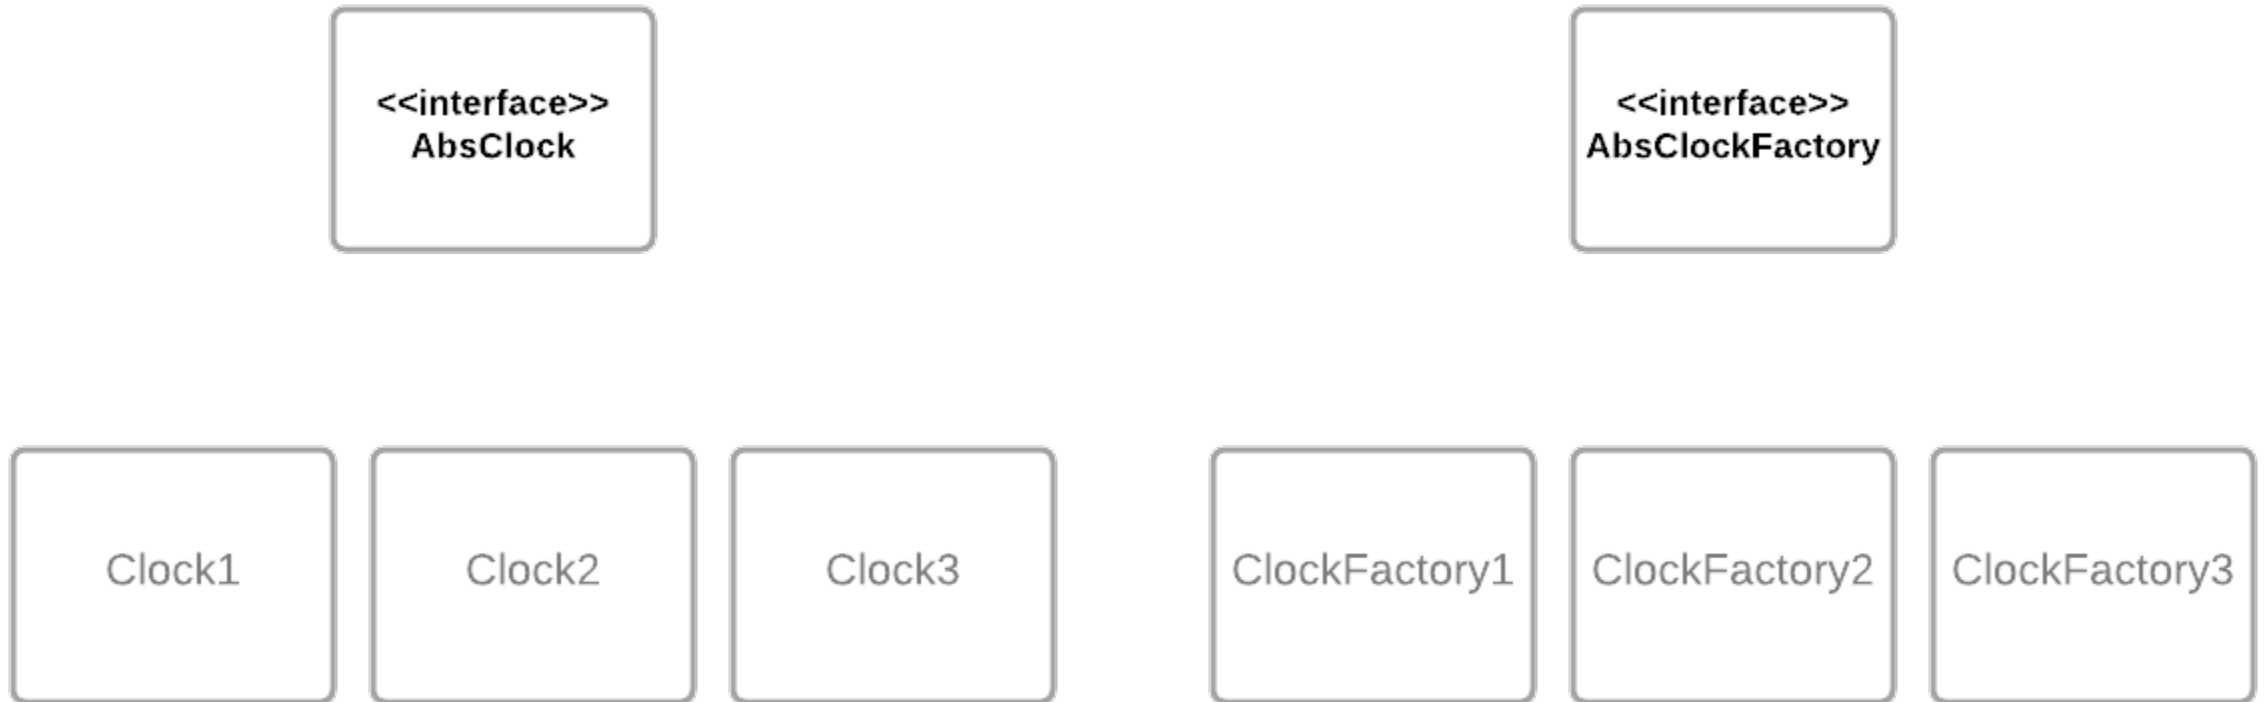 <<interface>>
AbsClock
<<interface>>
AbsClockFactory
Clock1
Clock2
Clock3
ClockFactory1
ClockFactory2
ClockFactory3